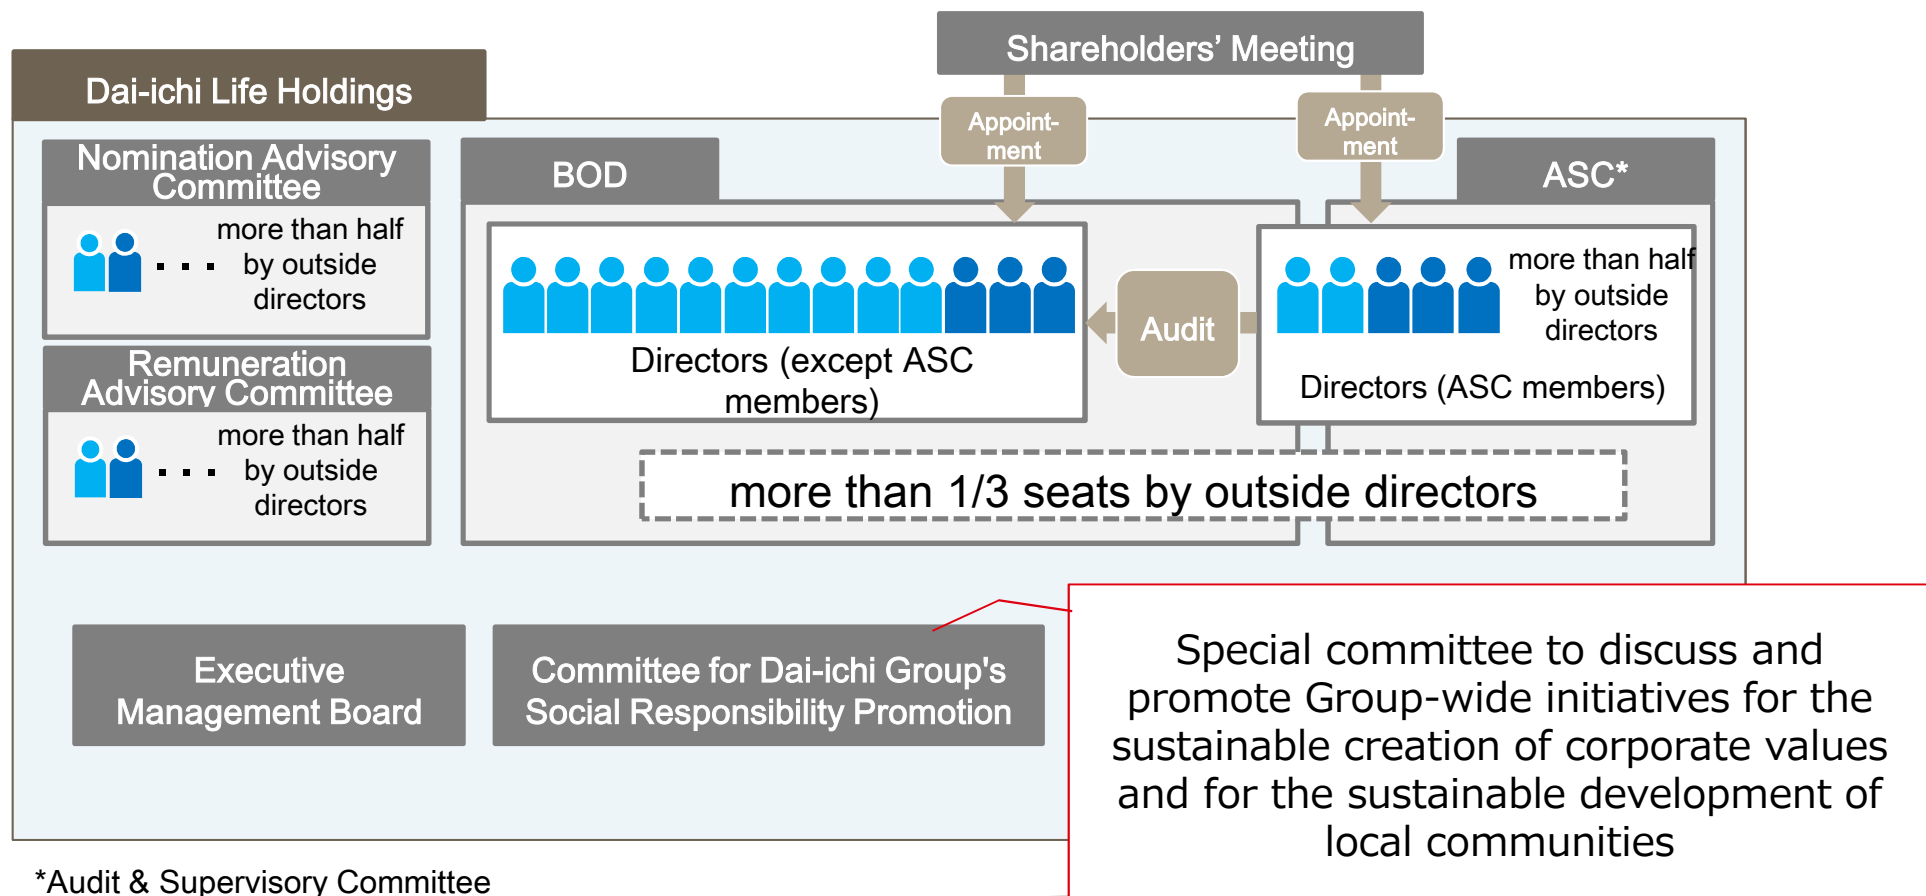 Shareholders' Meeting
Dai-ichi Life Holdings
Appoint-
ment
Appoint-
ment
Nomination Advisory
Committee
more than half
by outside
directors
Remuneration
Advisory Committee
more than half
by outside
directors
BOD
Directors (except ASC
members)
Audit
ASC*
more than half
by outside
directors
Directors (ASC members)
more than 1/3 seats by outside directors
Executive
Management Board
Committee for Dai-ichi Group's
Social Responsibility Promotion
Special committee to discuss and
promote Group-wide initiatives for the
sustainable creation of corporate values
and for the sustainable development of
local communities
*Audit & Supervisory Committee